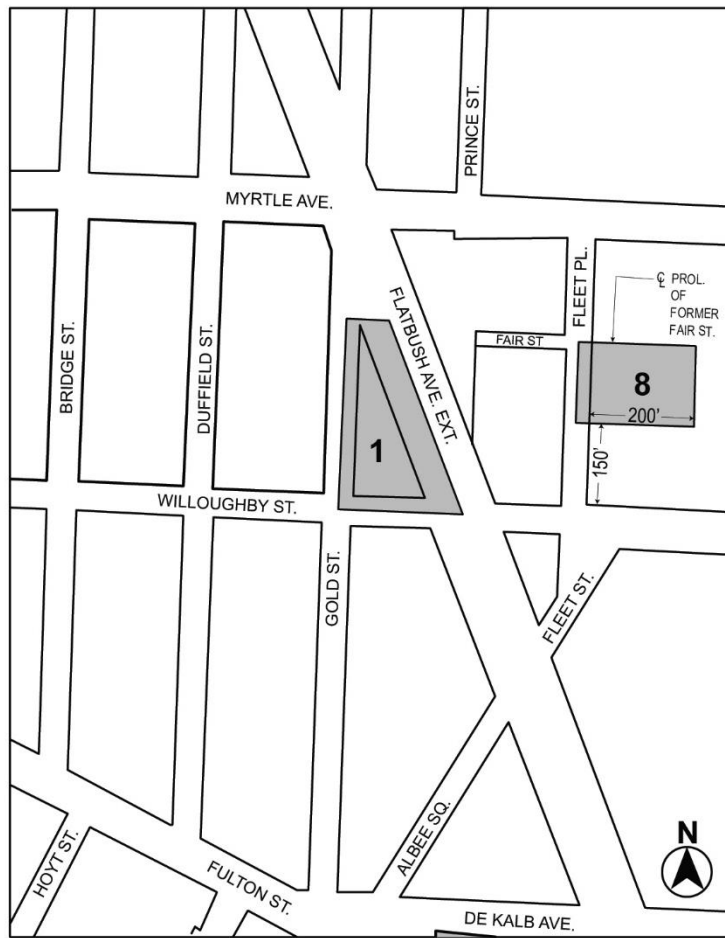 PRINCE ST.
MYRTLE AVE.
FLEET PL.
℄ PROL.
OF
FORMER
FAIR ST.
FLATBUSH AVE. EXT.
FAIR ST
BRIDGE ST.
DUFFIELD ST.
8
200'
1
150'
WILLOUGHBY ST.
GOLD ST.
FLEET ST.
ALBEE SQ.
HOYT ST.
FULTON ST.
N
DE KALB AVE.